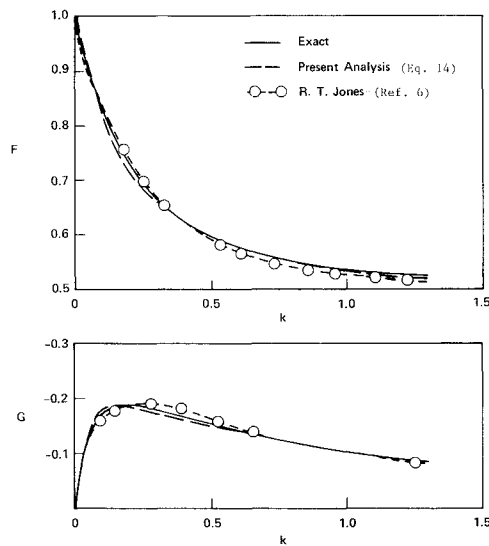 1.0
Exact
Present Analysis (Eq. 14)
0.9
R. T. Jones (Ref. 6)
0.8
F
0.7
0.6
0.5
0 0.5 1.0 1.5
k
-0.3
-0.2
G
-0.1
0 0.5 1.0 1.5
k